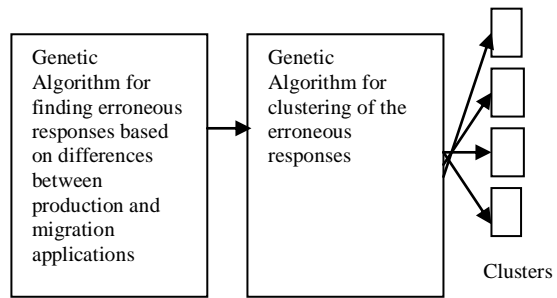 Genetic
Algorithm for
finding erroneous
responses based
on differences
between
production and
migration
applications
Genetic
Algorithm for
clustering of the
erroneous
responses
Clusters